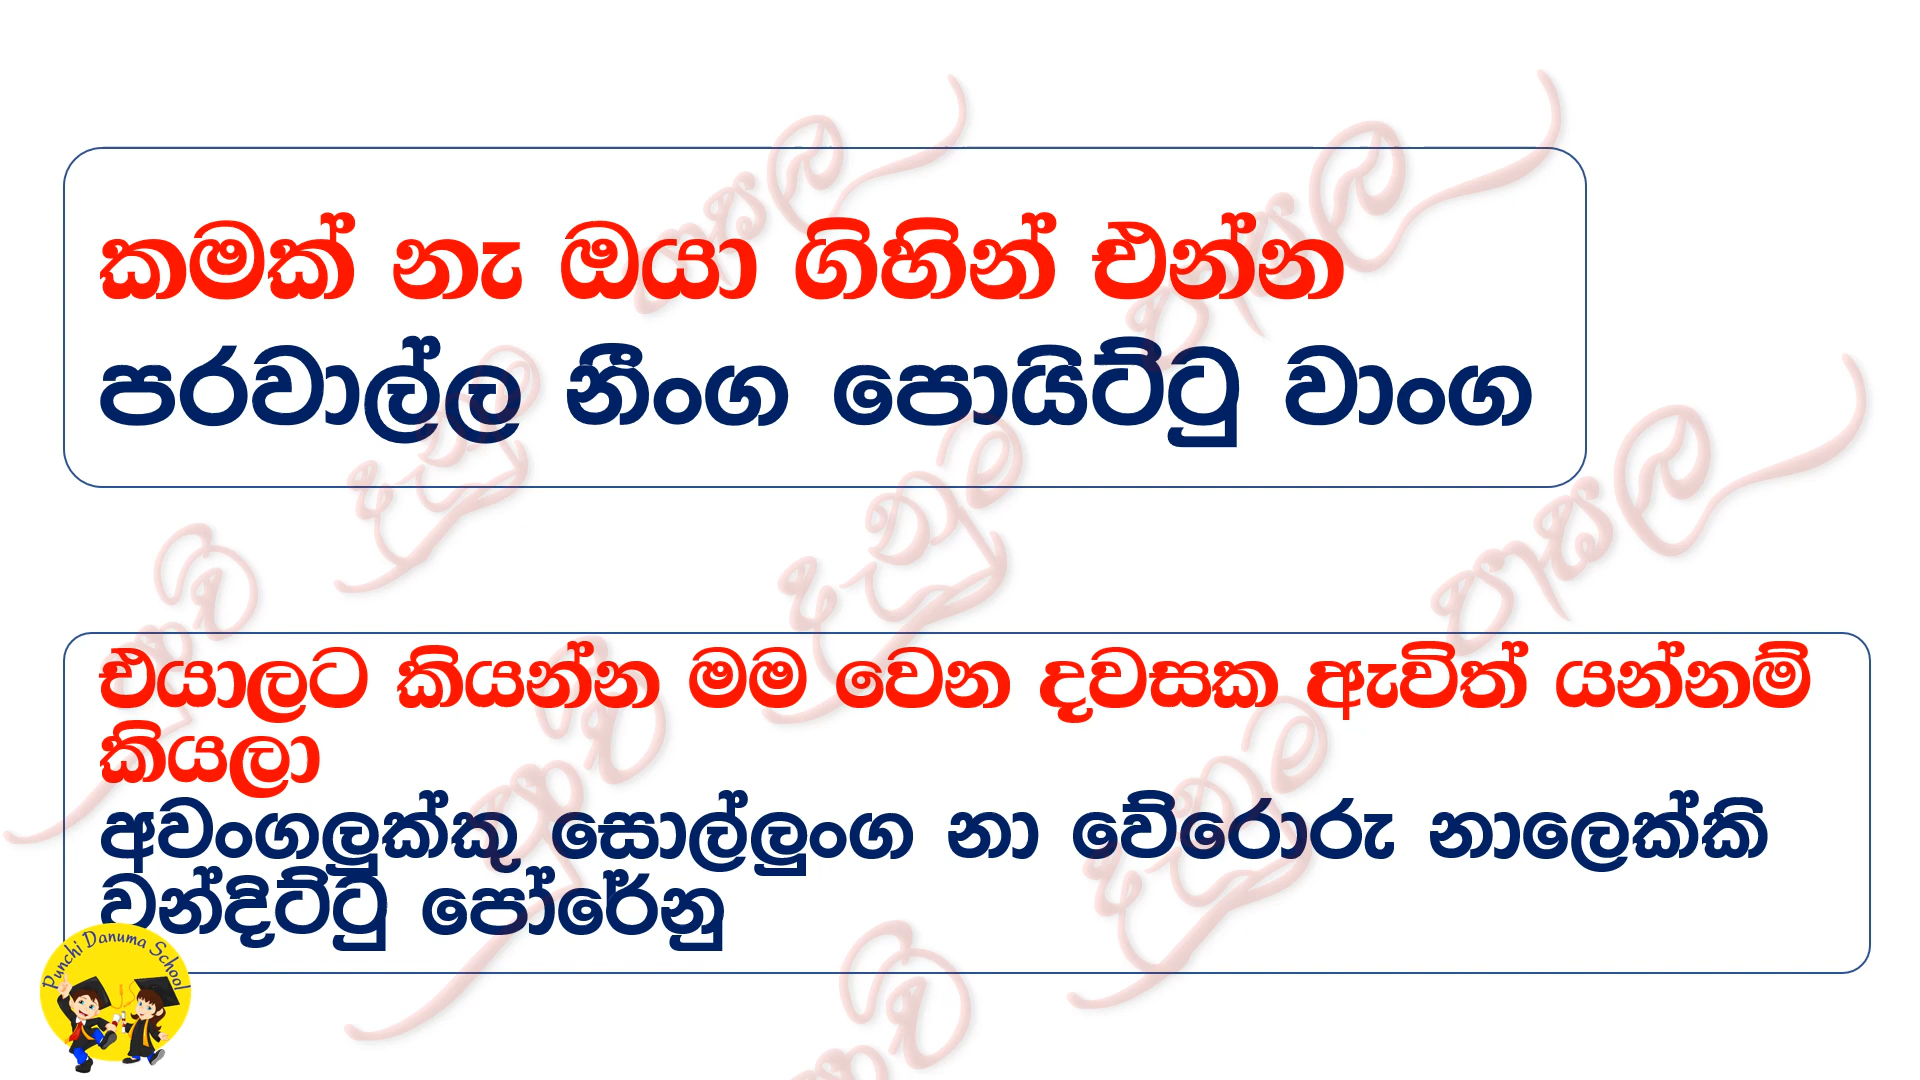 කමක් නැ ඔයා ගිහින් එන්න
පරවාල්ල නීංග පොයිට්ටු වාංග
එයාලට කියන්න මම වෙන දවසක ඇවිත් යන්නම්
කියලා
අවංගලුක්කු සොල්ලුංග නා වේරොරු නාලෙක්කි
වන්දිට්ටු පෝරේනු
Punchi Danuma School
පුංචි දැනුම පාසල